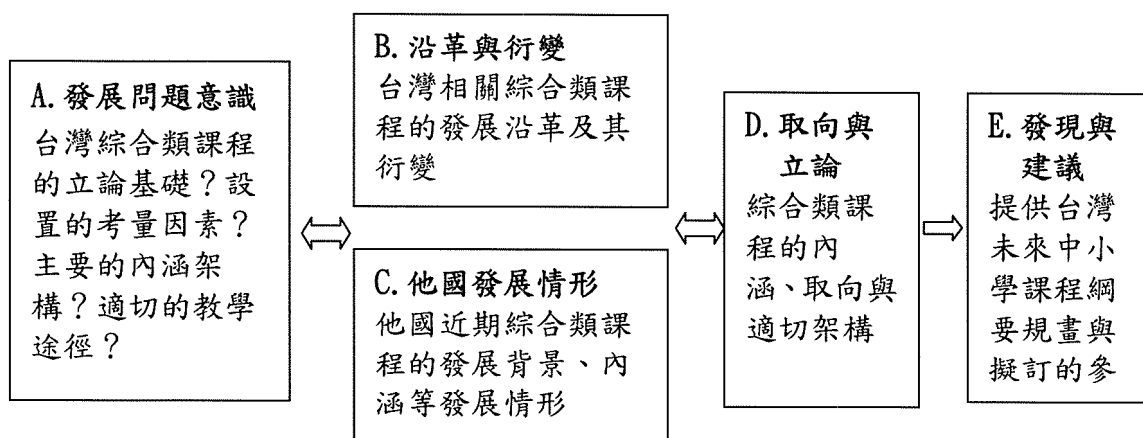 A.發展問題意識
台灣綜合類課程
的立論基礎？設
置的考量因素？
主要的內涵架
構？適切的教學
途徑？
B.沿革與衍變
台灣相關綜合類課
程的發展沿革及其
衍變
C.他國發展情形
他國近期綜合類課
程的發展背景、內
涵等發展情形
D.取向與
立論
綜合類課
程的內
涵、取向與
適切架構
E.發現與
建議
提供台灣
未來中小
學課程綱
要規畫與
擬訂的參